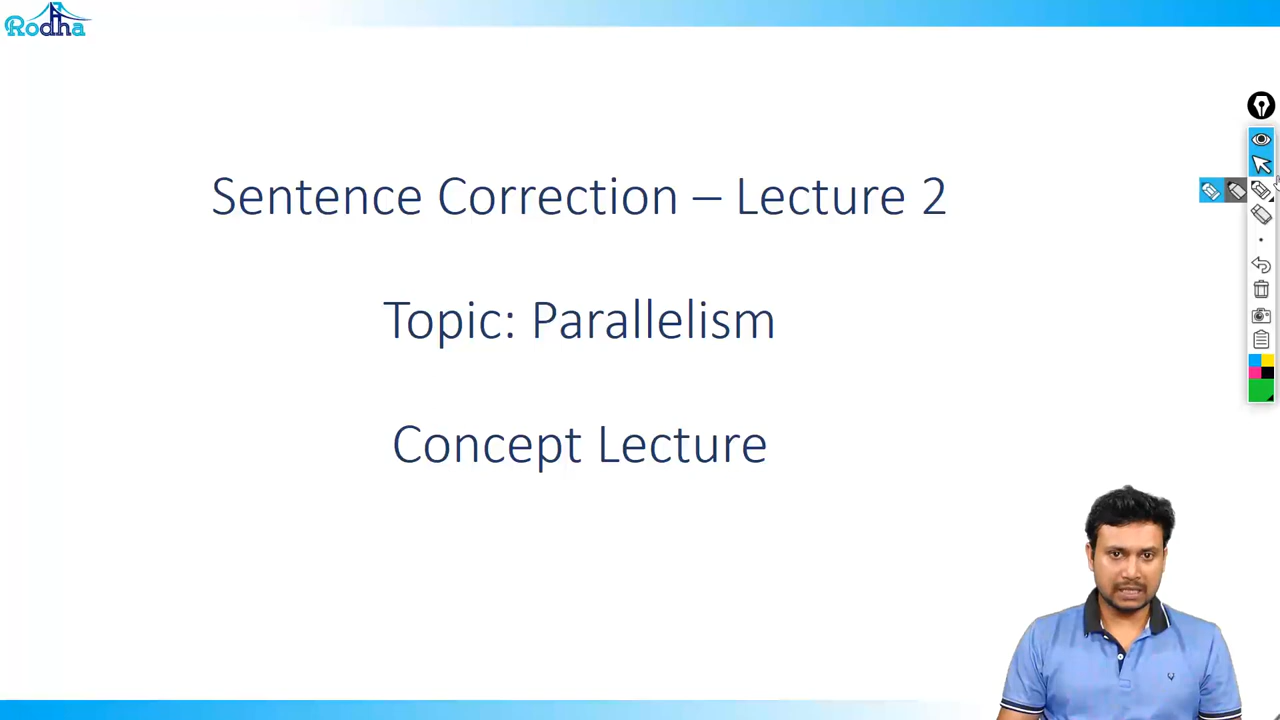 Rodha
Sentence Correction – Lecture 2
Topic: Parallelism
Concept Lecture